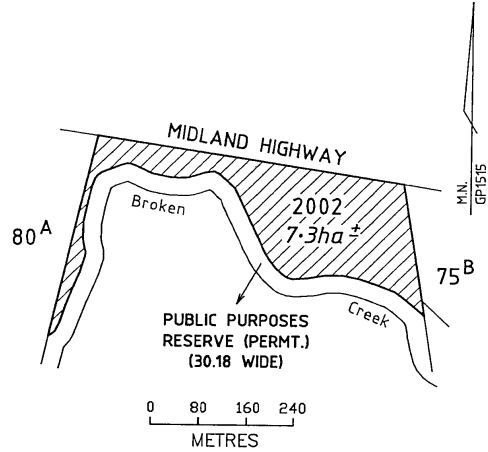 MIDLAND HIGHWAY
M.N.
GP1515
Broken
2002
7·3ha±
80A
75B
Creek
PUBLIC PURPOSES
RESERVE (PERMT.)
(30.18 WIDE)
0 80 160 240
METRES